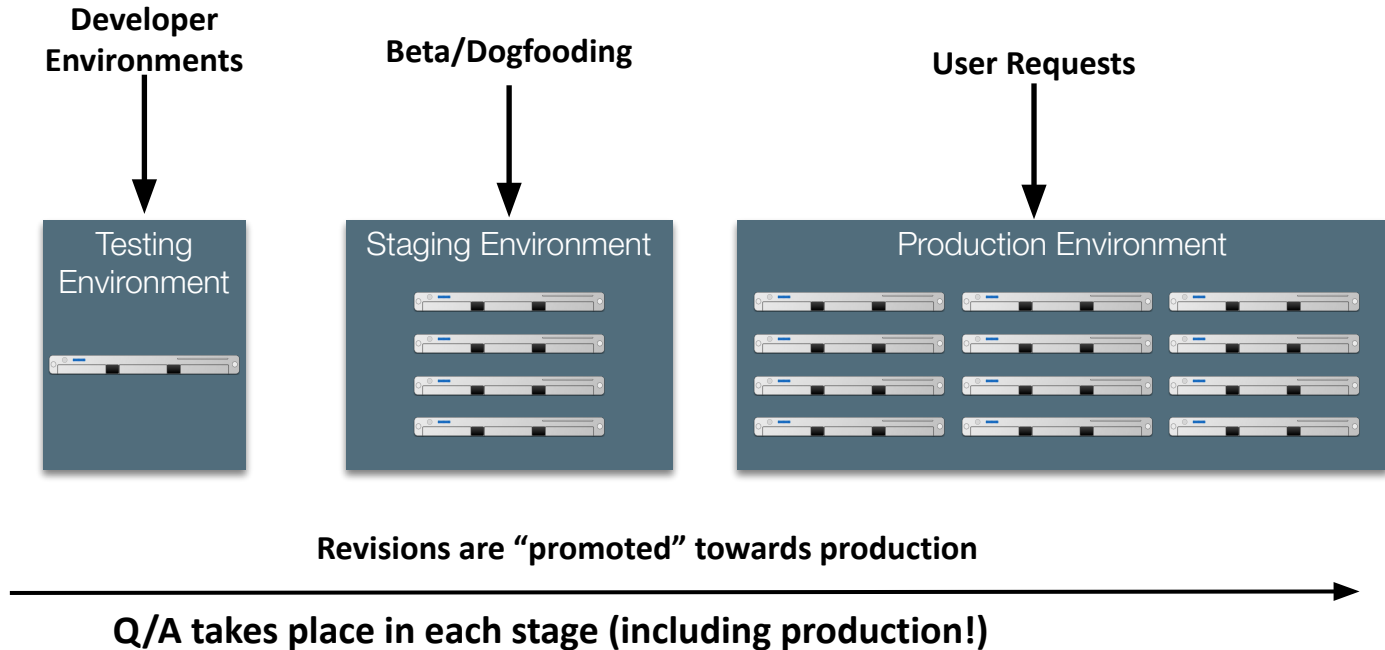 Developer
Environments
Beta/Dogfooding
User Requests
Testing
Environment
Staging Environment
Production Environment
Revisions are “promoted” towards production
Q/A takes place in each stage (including production!)